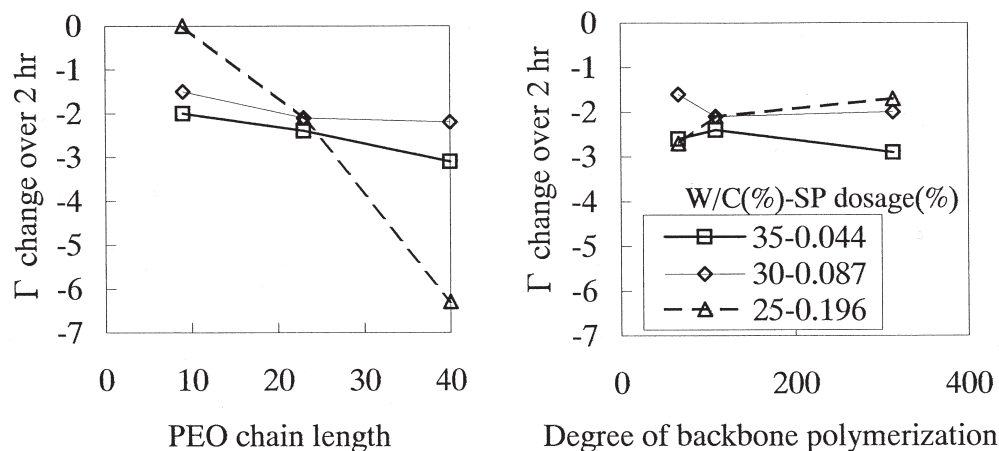 0
-1
-2
-3
-4
-5
-6
-7
Γ change over 2 hr
0 10 20 30 40
PEO chain length
0
-1
-2
-3
-4
-5
-6
-7
Γ change over 2 hr
W/C(%)-SP dosage(%)
35-0.044
30-0.087
25-0.196
0 200 400
Degree of backbone polymerization